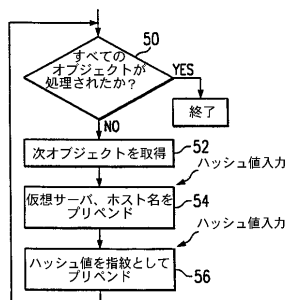 50
すべての
オブジェクトが
処理されたか?
YES
終了
NO
次オブジェクトを取得
52
ハッシュ値入力
仮想サーバ、ホスト名を
プリペンド
54
ハッシュ値入力
ハッシュ値を指紋として
プリペンド
56